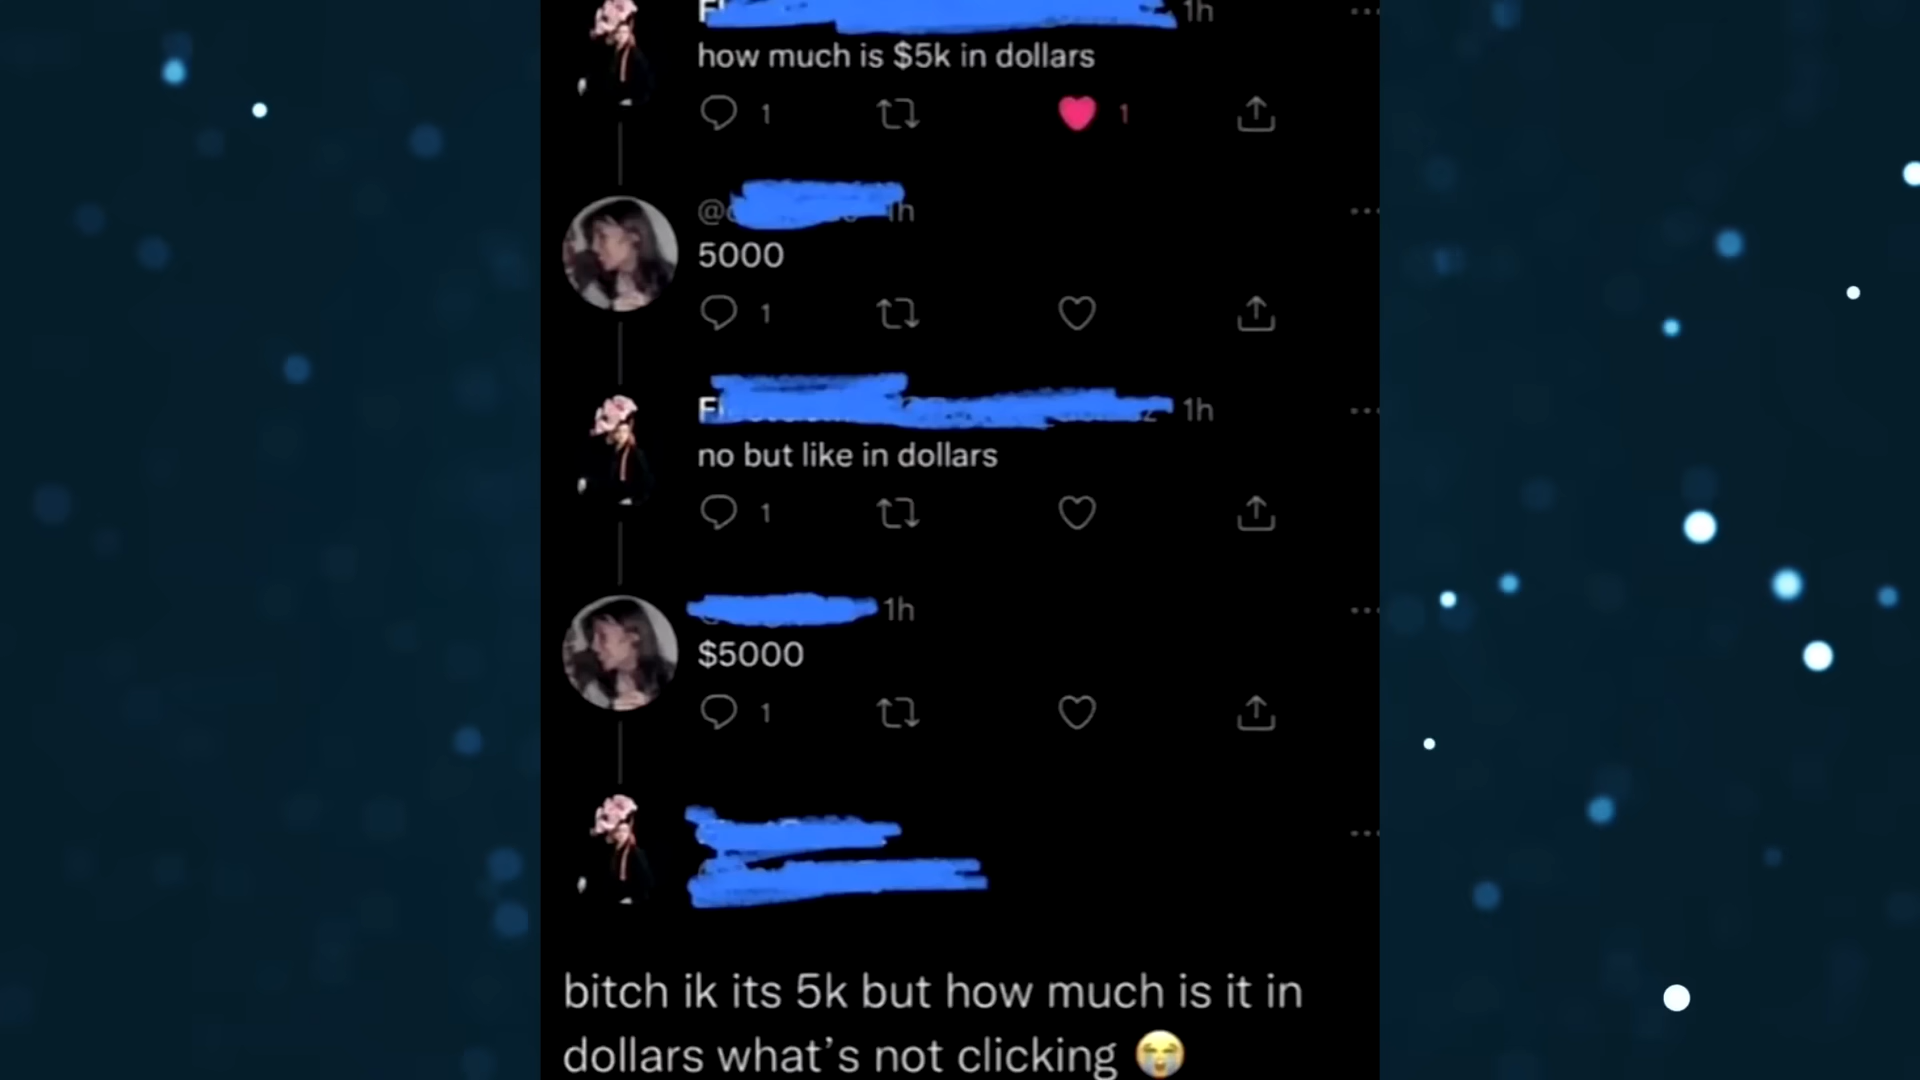 1h
how much is $5k in dollars
1 1
1h
5000
1
1h
no but like in dollars
1
1h
$5000
1
bitch ik its 5k but how much is it in
dollars what's not clicking 😭